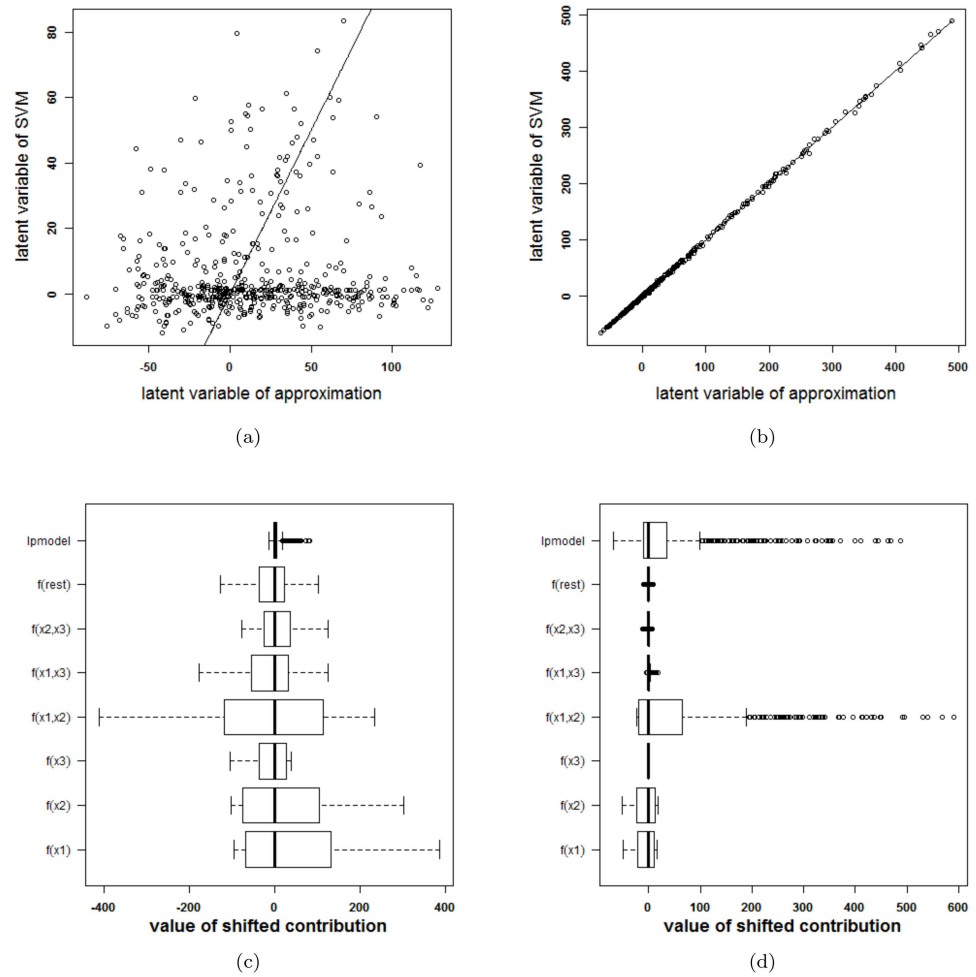 80
60
40
20
0
latent variable of SVM
-50
0
50
100
latent variable of approximation
(a)
500
400
300
200
100
0
latent variable of SVM
0
100
200
300
400
500
latent variable of approximation
(b)
lpmodel
f(rest)
f(x2,x3)
f(x1,x3)
f(x1,x2)
f(x3)
f(x2)
f(x1)
-400
-200
0
200
400
value of shifted contribution
(c)
lpmodel
f(rest)
f(x2,x3)
f(x1,x3)
f(x1,x2)
f(x3)
f(x2)
f(x1)
0
100
200
300
400
500
600
value of shifted contribution
(d)